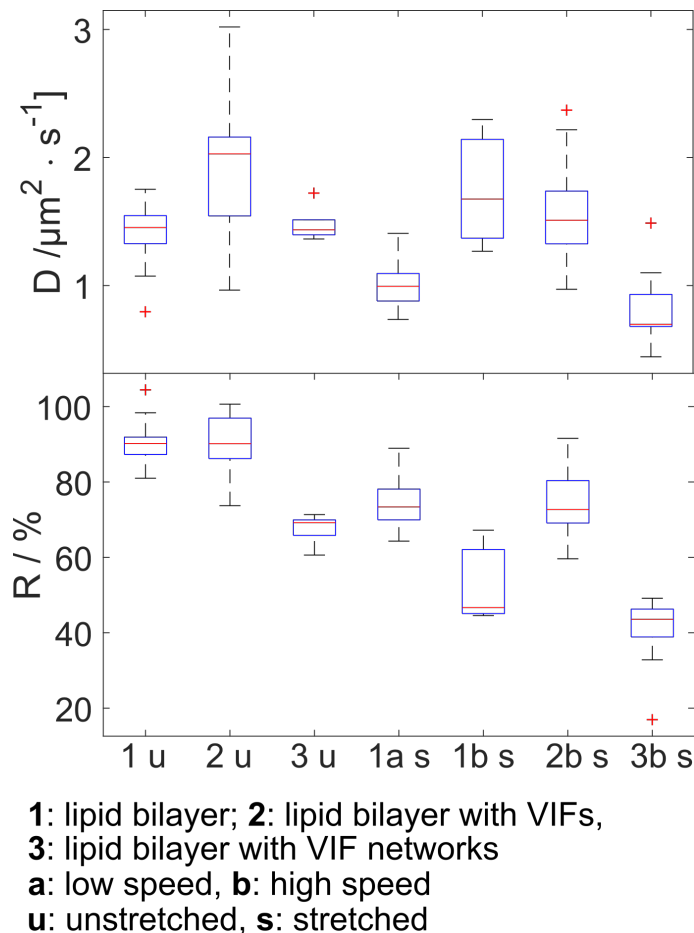 3
2
1
D /μm² · s⁻¹]
100
80
60
40
20
R / %
1 u 2 u 3 u 1a s 1b s 2b s 3b s
1: lipid bilayer; 2: lipid bilayer with VIFs,
3: lipid bilayer with VIF networks
a: low speed, b: high speed
u: unstretched, s: stretched